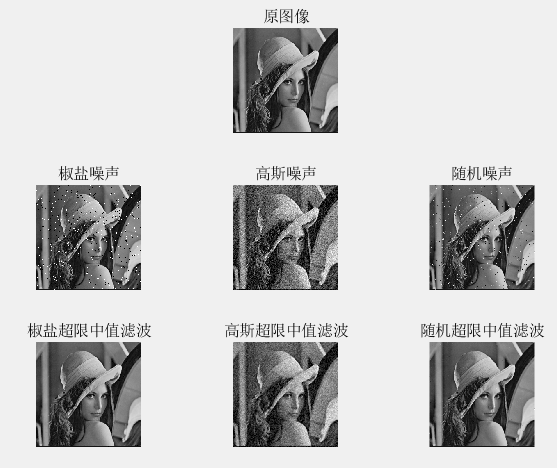 原图像
椒盐噪声
高斯噪声
随机噪声
椒盐超限中值滤波
高斯超限中值滤波
随机超限中值滤波